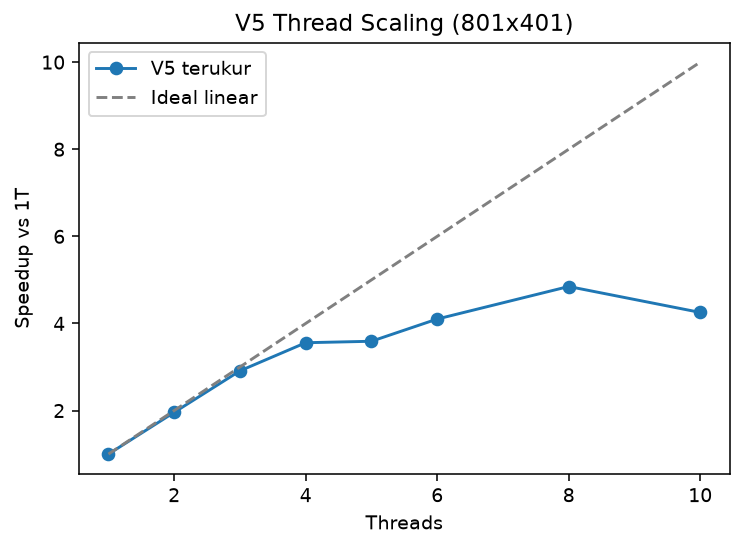 V5 Thread Scaling (801x401)
V5 terukur
Ideal linear
10
8
6
4
2
Speedup vs 1T
2 4 6 8 10
Threads